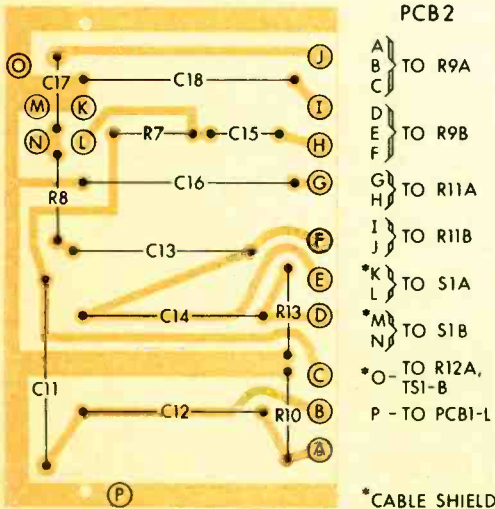 PCB2
O
C17
C18
J
M
K
I
N
L
R7
C15
H
R8
C16
G
C13
F
E
C14
R13
D
C11
C
C12
R10
B
A
P
A
B
C
TO R9A
D
E
F
TO R9B
G
H
TO R11A
I
J
TO R11B
*K
L
TO S1A
*M
N
TO S1B
*O- TO R12A,
TS1-B
P - TO PCB1-L
*CABLE SHIELD